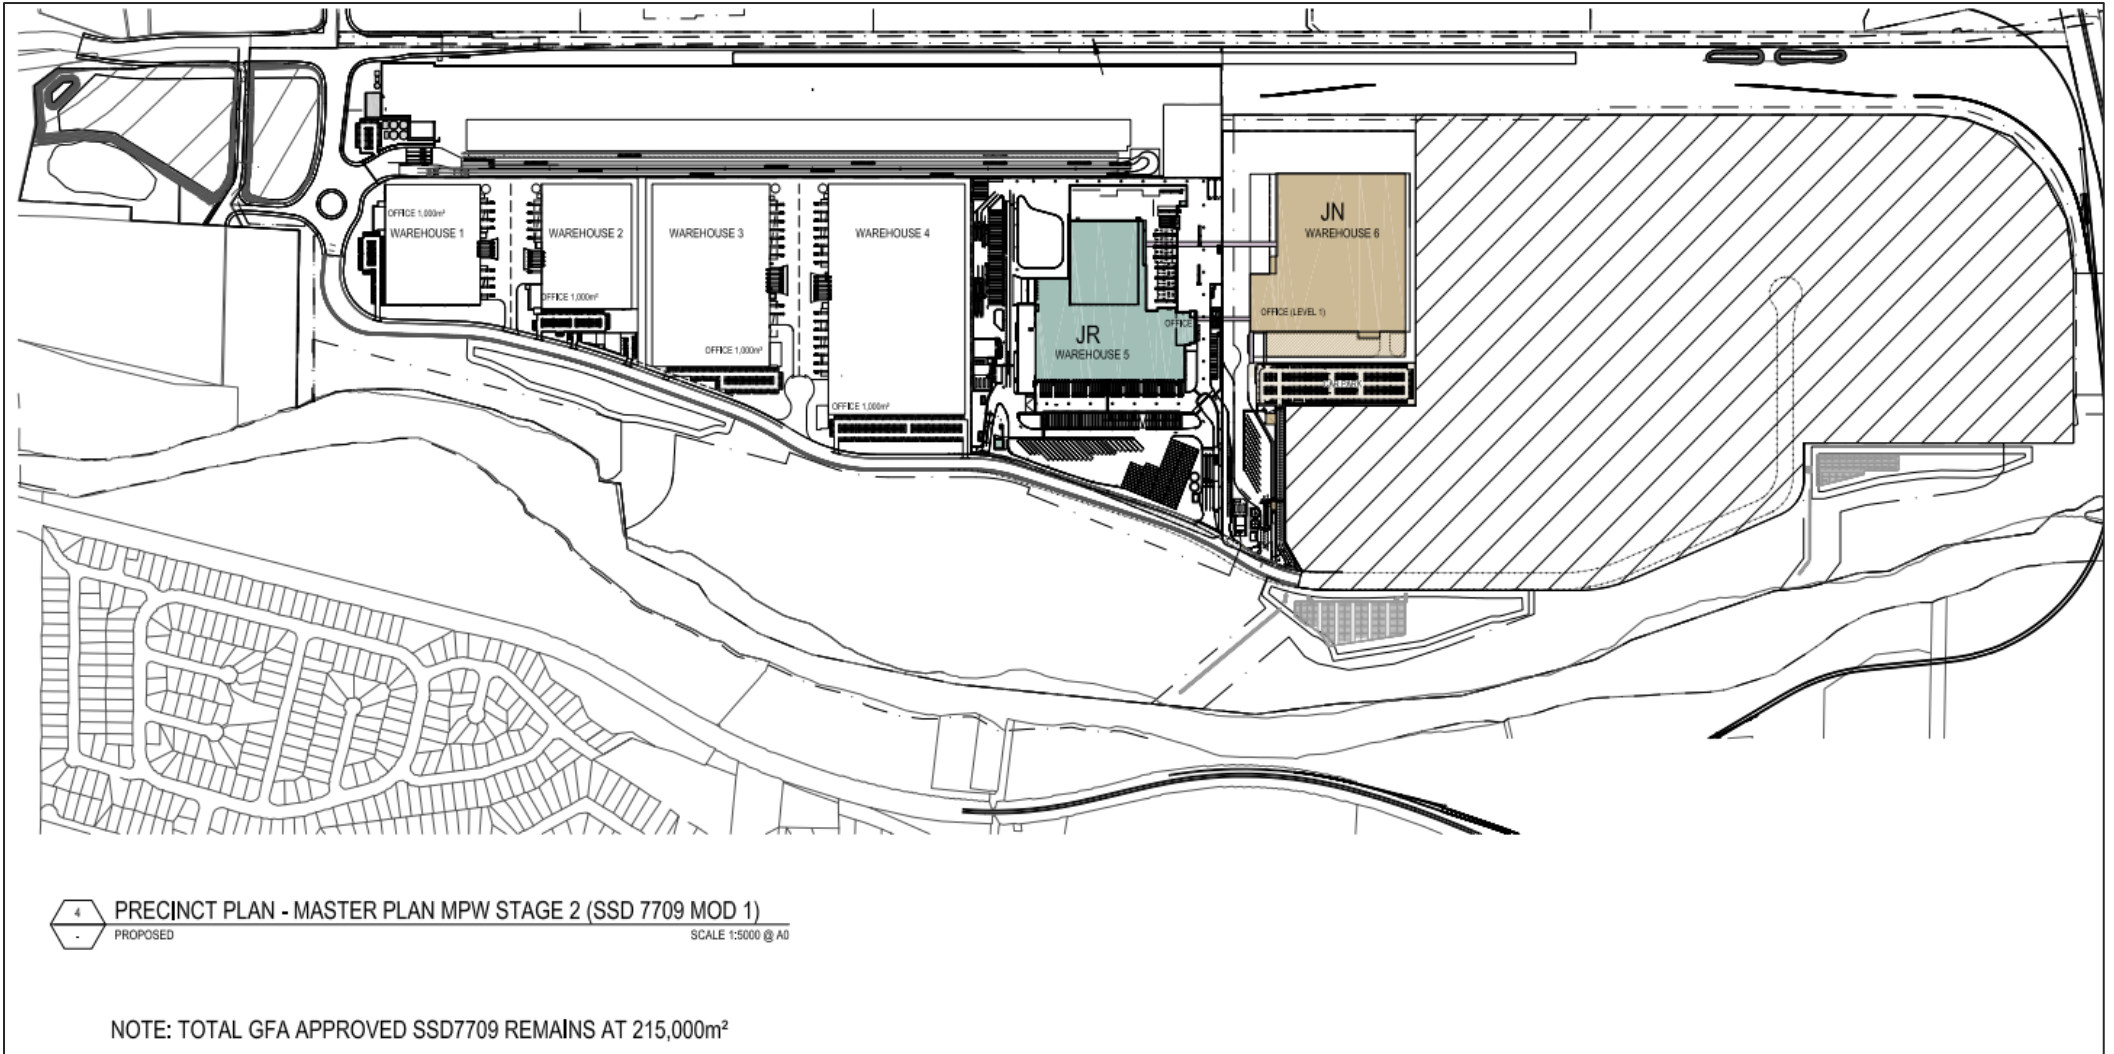 OFFICE 1,000m²
WAREHOUSE 1
WAREHOUSE 2
OFFICE 1,000m²
WAREHOUSE 3
OFFICE 1,000m²
WAREHOUSE 4
OFFICE 1,000m²
JR
WAREHOUSE 5
OFFICE
JN
WAREHOUSE 6
OFFICE (LEVEL 1)
CAR PARK
4
-
PRECINCT PLAN - MASTER PLAN MPW STAGE 2 (SSD 7709 MOD 1)
PROPOSED
SCALE 1:5000 @ A0
NOTE: TOTAL GFA APPROVED SSD7709 REMAINS AT 215,000m²